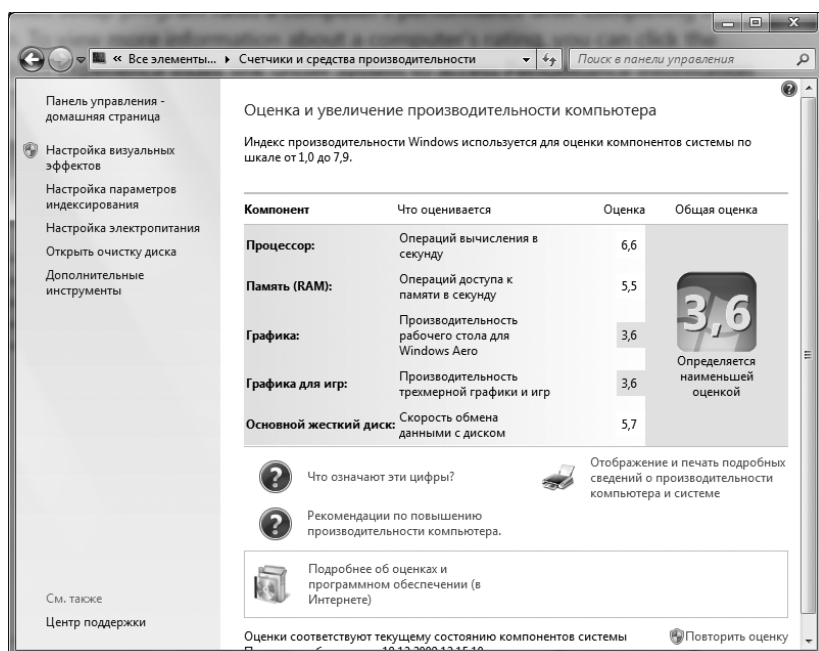 Все элементы...
Счетчики и средства производительности
Поиск в панели управления
Панель управления -
домашняя страница
Настройка визуальных
эффектов
Настройка параметров
индексирования
Настройка электропитания
Открыть очистку диска
Дополнительные
инструменты
См. также
Центр поддержки
Оценка и увеличение производительности компьютера
Индекс производительности Windows используется для оценки компонентов системы по
шкале от 1,0 до 7,9.
Компонент Что оценивается Оценка Общая оценка
Процессор: Операций вычисления в
секунду 6,6
Память (RAM): Операций доступа к
памяти в секунду 5,5
Графика: Производительность
рабочего стола для
Windows Aero 3,6
Графика для игр: Производительность
трехмерной графики и игр 3,6
Основной жесткий диск: Скорость обмена
данными с диском 5,7
3,6
Определяется
наименьшей
оценкой
Что означают эти цифры?
Отображение и печать подробных
сведений о производительности
компьютера и системе
Рекомендации по повышению
производительности компьютера.
Подробнее об оценках и
программном обеспечении (в
Интернете)
Оценки соответствуют текущему состоянию компонентов системы
Повторить оценку